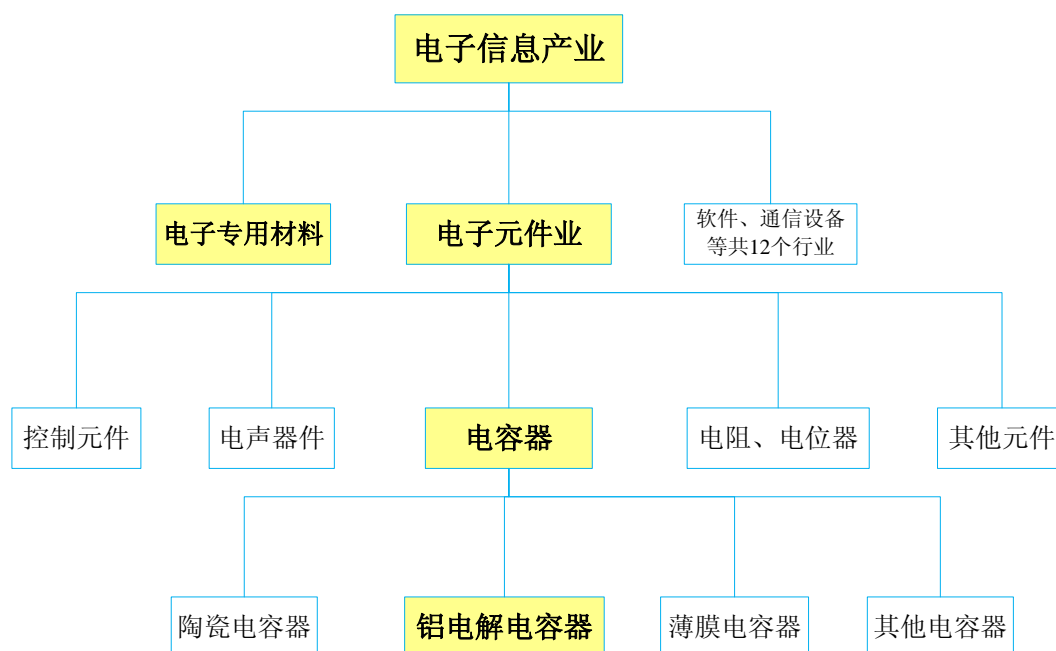 电子信息产业
电子专用材料
电子元件业
软件、通信设备
等共12个行业
控制元件
电声器件
电容器
电阻、电位器
其他元件
陶瓷电容器
铝电解电容器
薄膜电容器
其他电容器